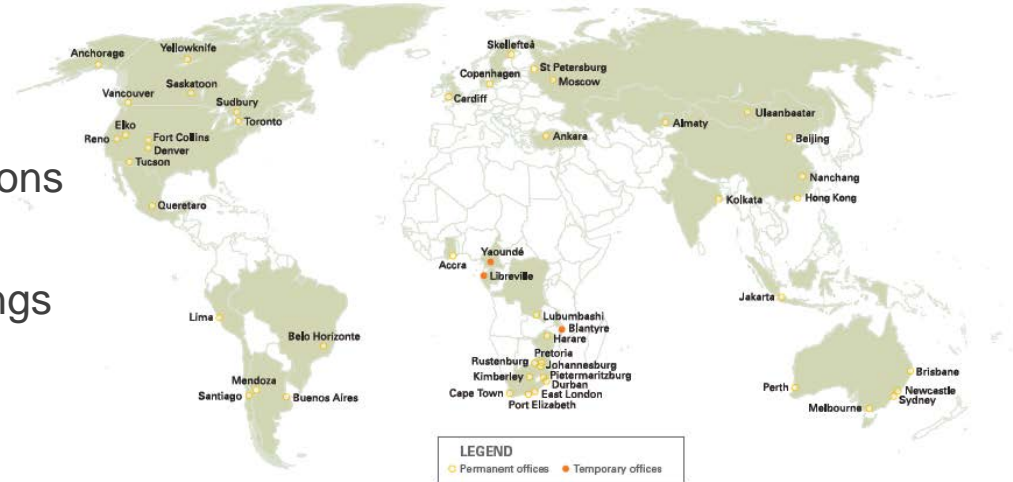 Anchorage
Yellowknife
Vancouver
Saskatoon
Sudbury
Toronto
Elko
Reno
Fort Collins
Denver
Tucson
Queretaro
ons
ngs
Lima
Belo Horizonte
Mendoza
Santiago
Buenos Aires
Skellefteå
Copenhagen
St Petersburg
Moscow
Cardiff
Ankara
Almaty
Ulaanbaatar
Beijing
Nanchang
Kolkata
Hong Kong
Accra
Yaoundé
Libreville
Jakarta
Lubumbashi
Blantyre
Harare
Pretoria
Rustenburg
Johannesburg
Kimberley
Pietermaritzburg
Durban
Cape Town
East London
Port Elizabeth
Perth
Brisbane
Newcastle
Sydney
Melbourne
LEGEND
Permanent offices Temporary offices